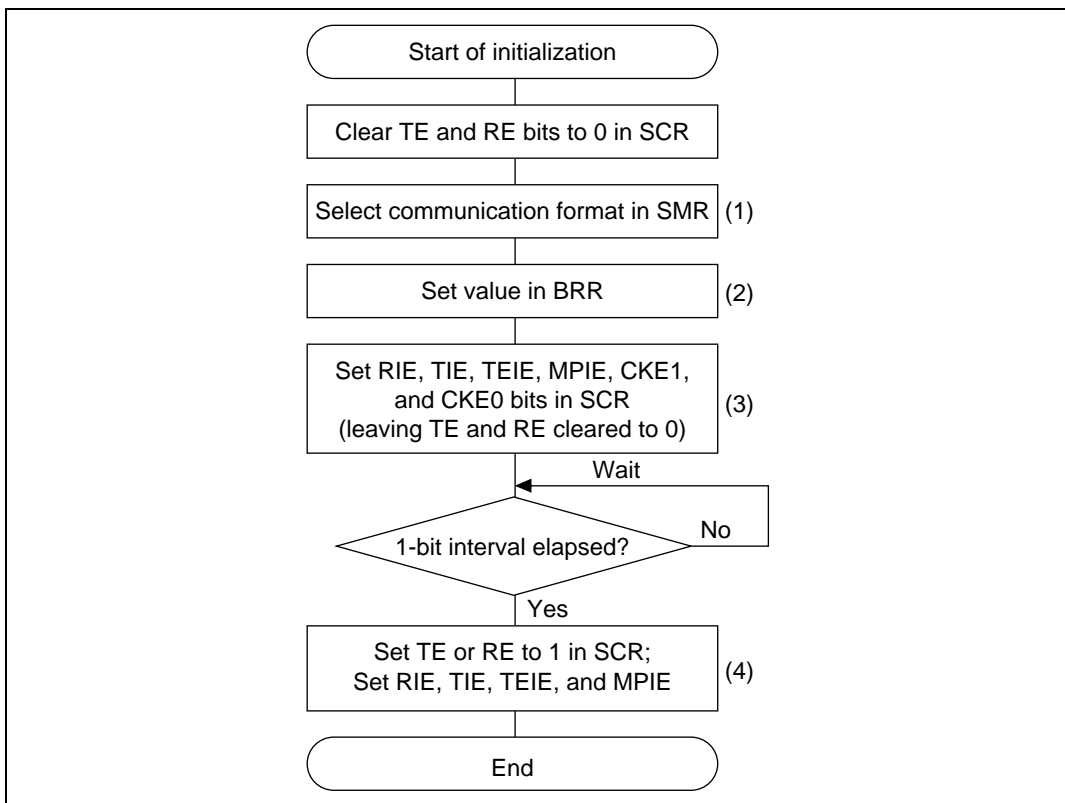 Start of initialization
Clear TE and RE bits to 0 in SCR
Select communication format in SMR
(1)
Set value in BRR
(2)
Set RIE, TIE, TEIE, MPIE, CKE1,
and CKE0 bits in SCR
(leaving TE and RE cleared to 0)
(3)
Wait
1-bit interval elapsed?
No
Yes
Set TE or RE to 1 in SCR;
Set RIE, TIE, TEIE, and MPIE
(4)
End